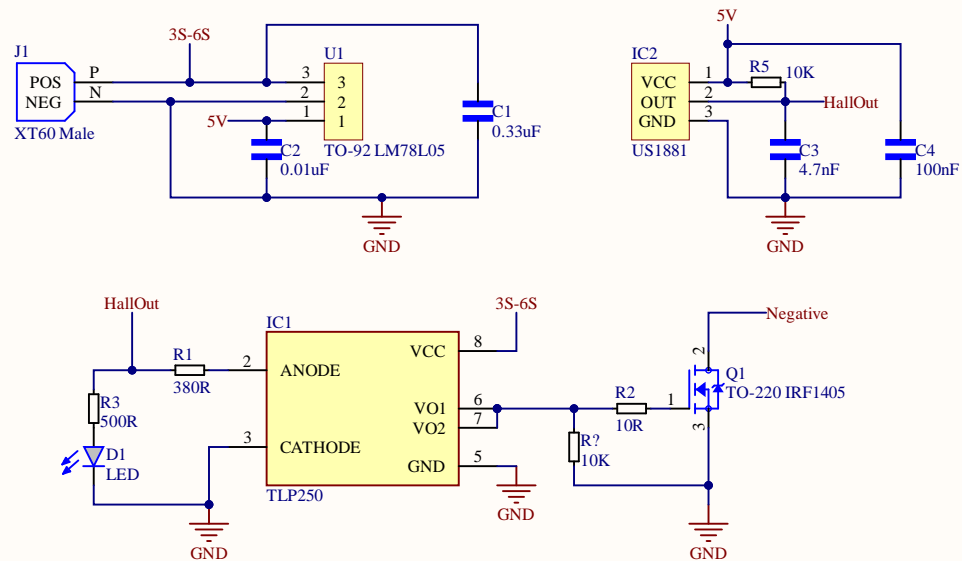 3S-6S
J1
P
POS
N
NEG
XT60 Male
U1
3
3
2
2
5V
1
1
TO-92 LM78L05
C2
0.01uF
C1
0.33uF
GND
5V
IC2
R5
10K
VCC
1
OUT
2
HallOut
GND
3
US1881
C3
4.7nF
C4
100nF
GND
HallOut
R1
380R
R3
500R
D1
LED
GND
IC1
2
ANODE
3
CATHODE
VCC
8
VO1
6
VO2
7
GND
5
TLP250
3S-6S
GND
R2
10R
R?
10K
Negative
2
Q1
TO-220 IRF1405
1
3
GND